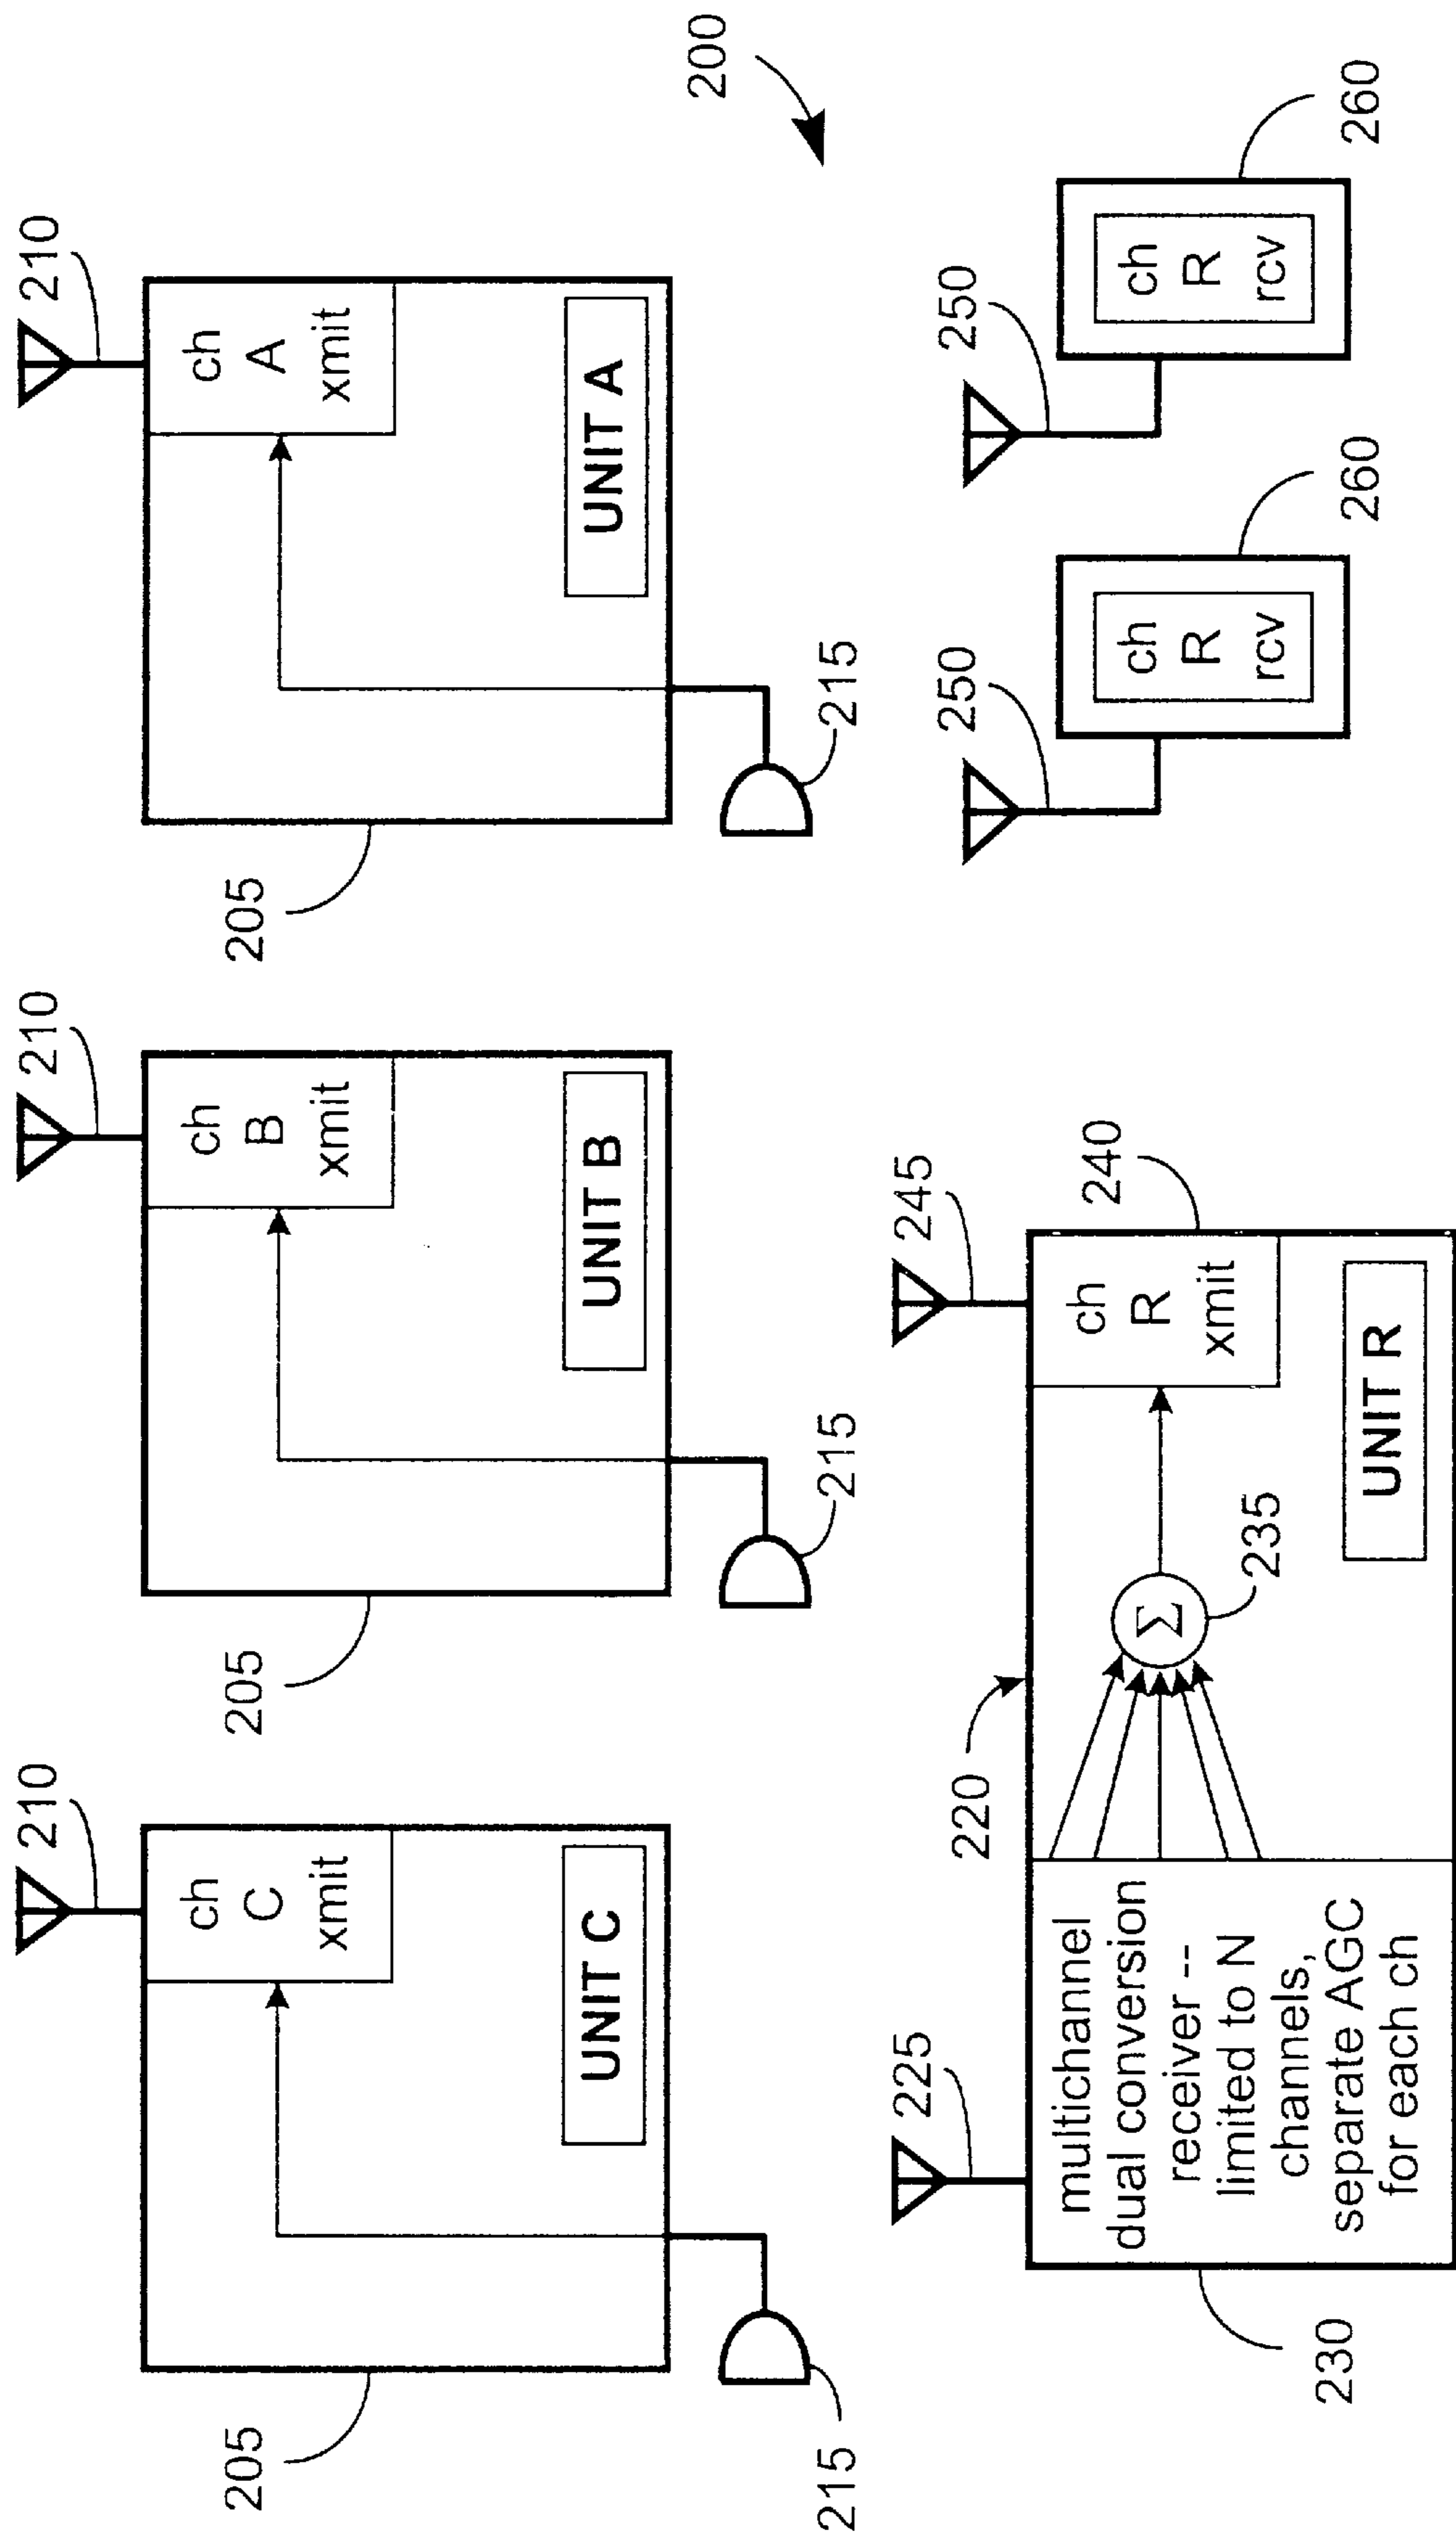 210
ch
C
xmit
UNIT C
205
215
210
ch
B
xmit
UNIT B
205
215
210
ch
A
xmit
UNIT A
205
215
200
225
multichannel
dual conversion
receiver --
limited to N
channels,
separate AGC
for each ch
230
220
Σ
235
245
ch
R
xmit
240
UNIT R
250
ch
R
rcv
260
250
ch
R
rcv
260